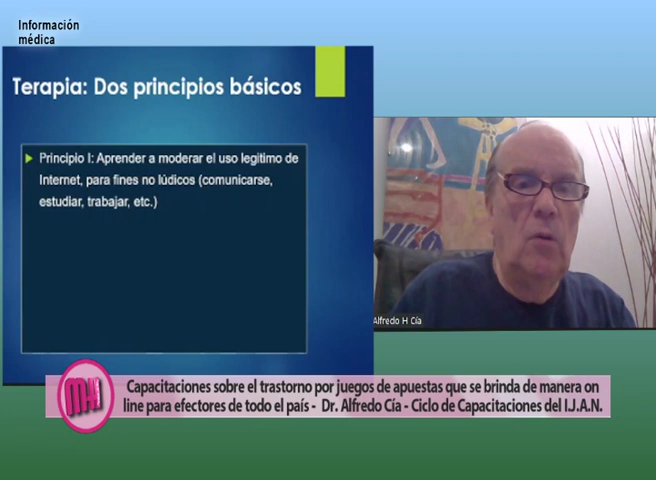 Información
médica
Terapia: Dos principios básicos
Principio I: Aprender a moderar el uso legitimo de
Internet, para fines no lúdicos (comunicarse,
estudiar, trabajar, etc.)
Alfredo H Cía
Capacitaciones sobre el trastorno por juegos de apuestas que se brinda de manera on
line para efectores de todo el país - Dr. Alfredo Cía - Ciclo de Capacitaciones del I.J.A.N.